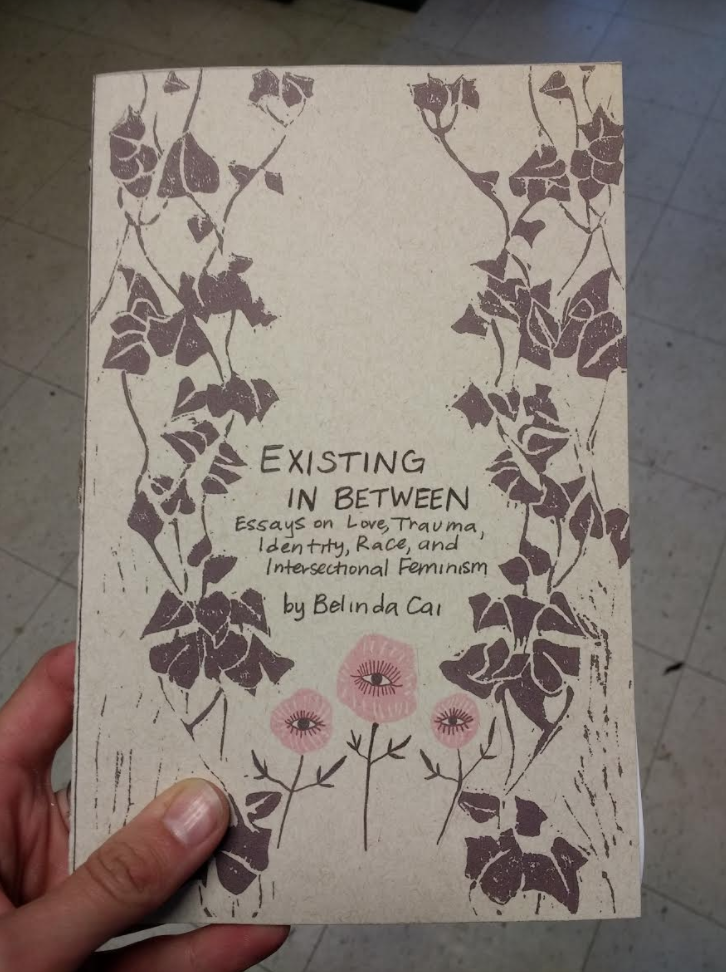 EXISTING
IN BETWEEN
Essays on Love, Trauma,
Identity, Race, and
Intersectional Feminism
by Belinda Cai